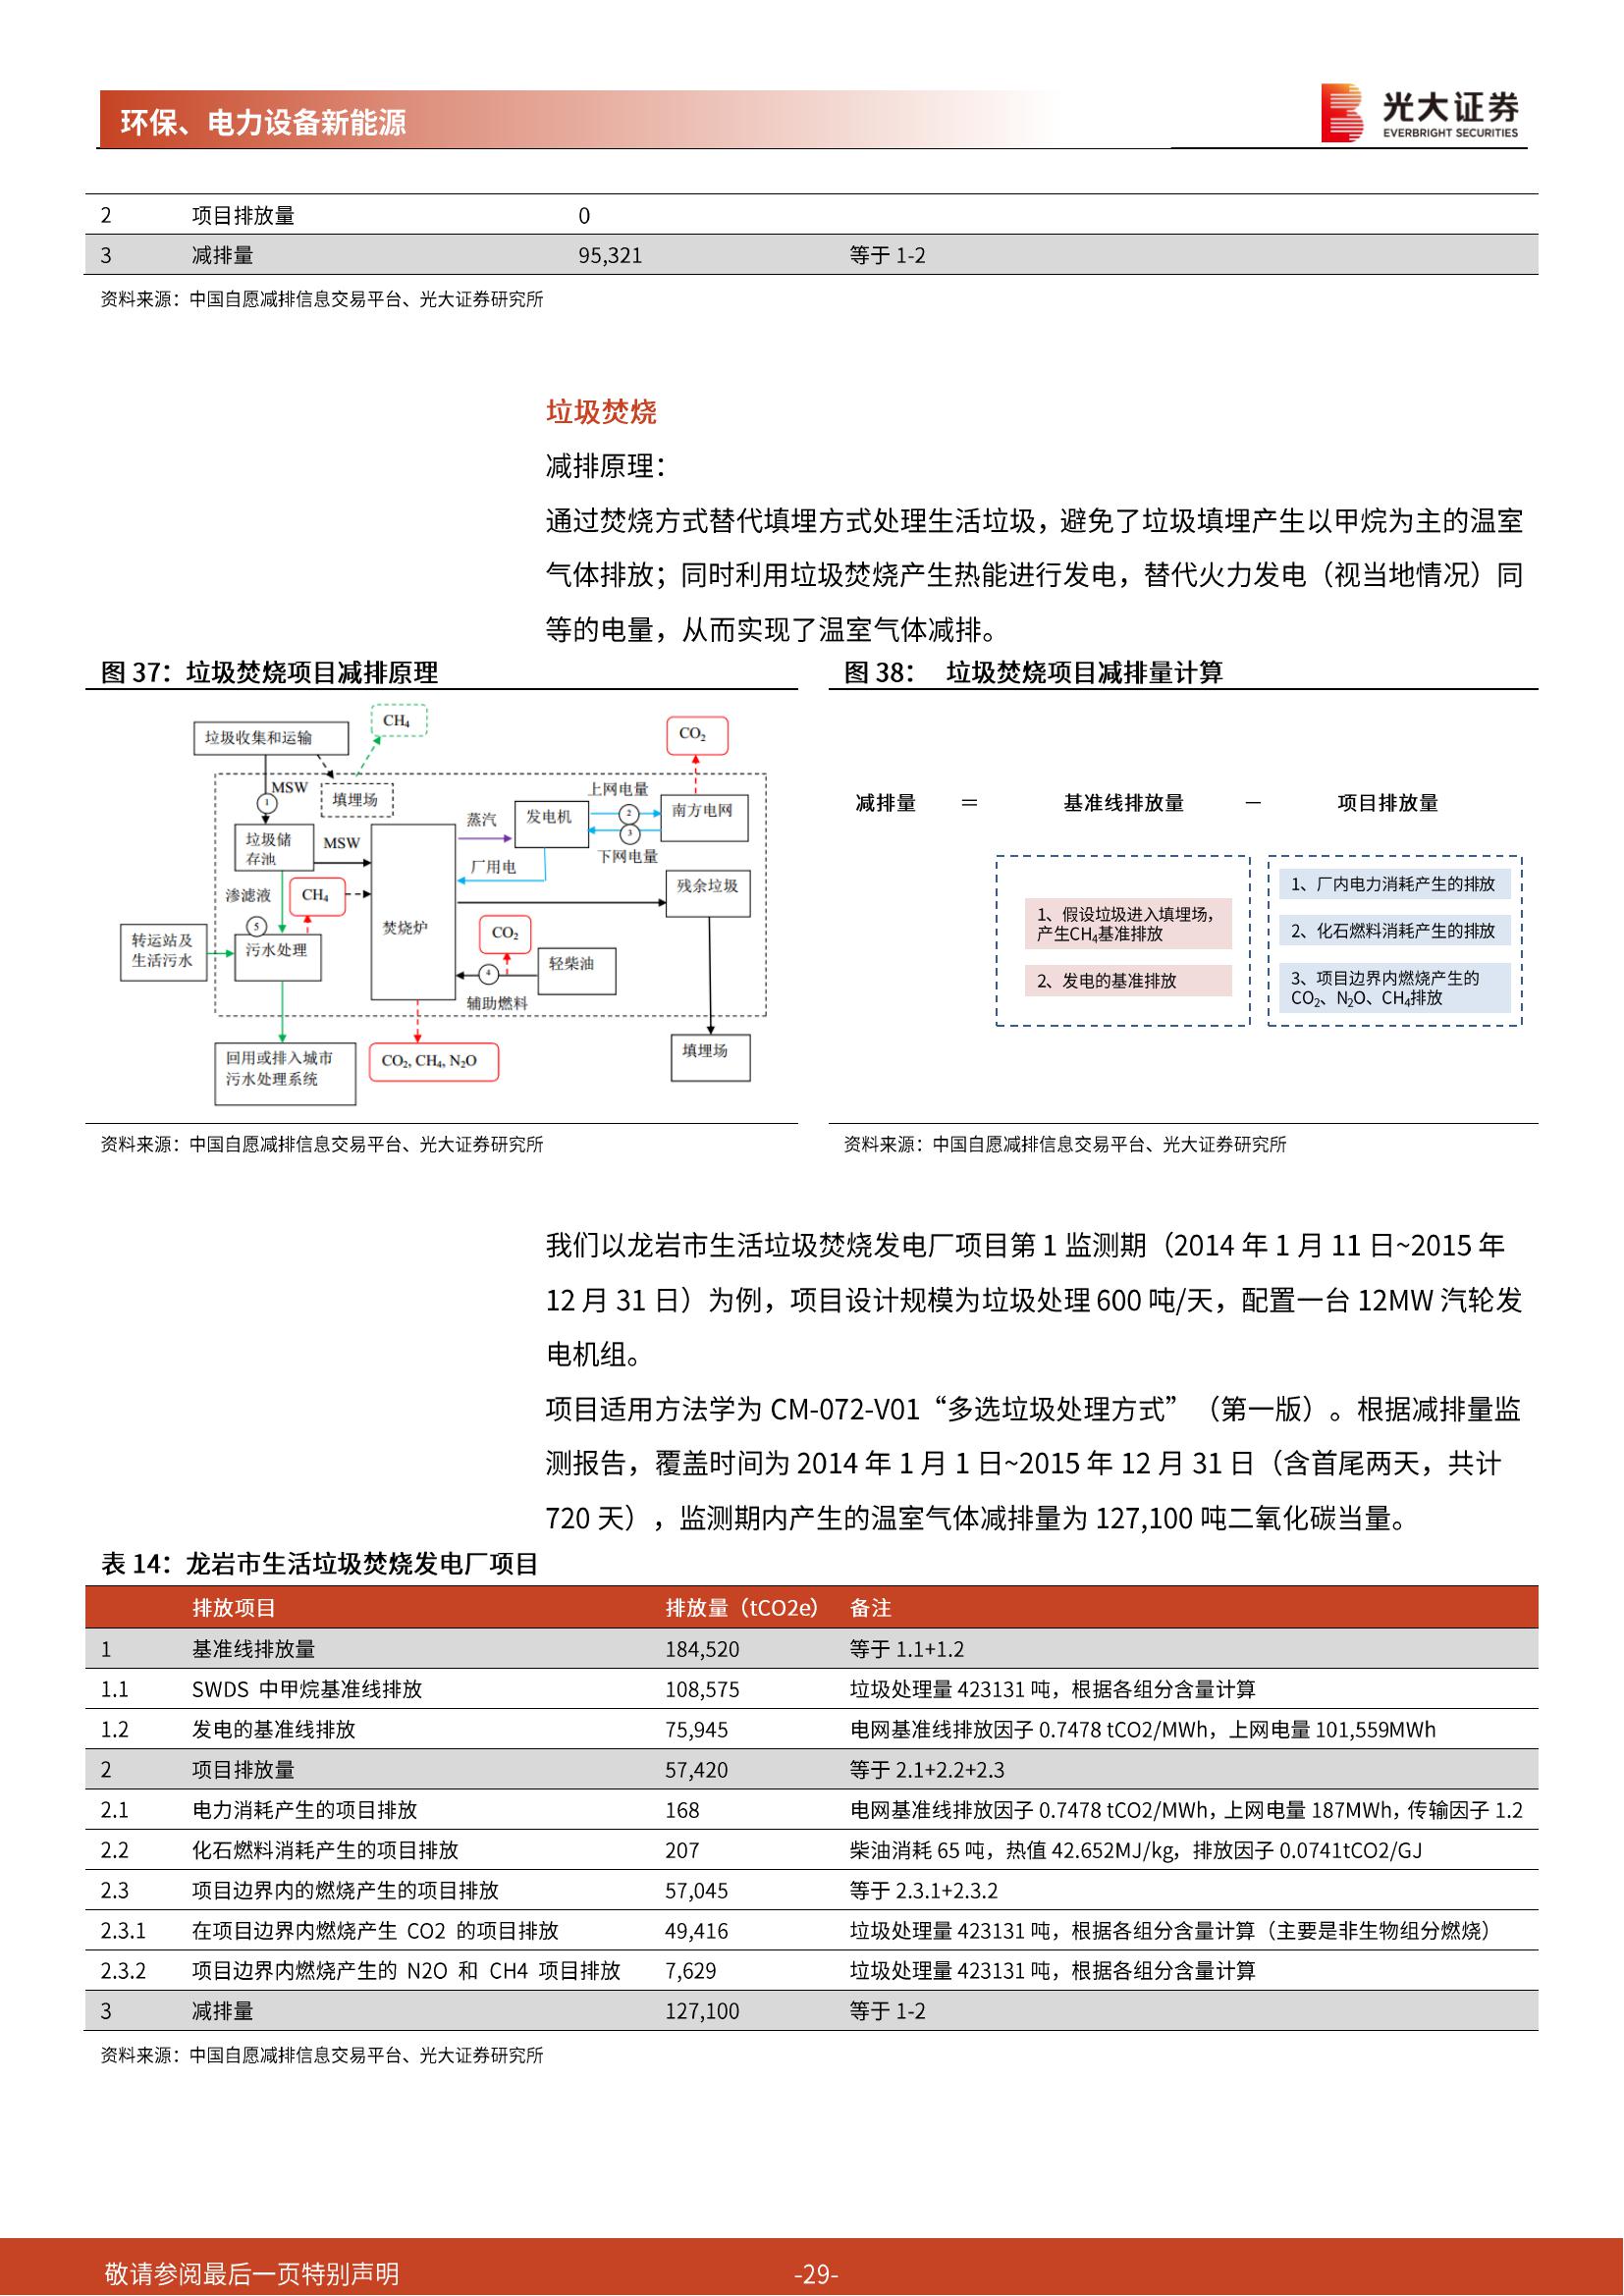 环保、电力设备新能源
光大证券
EVERBRIGHT SECURITIES
2 项目排放量 0
3 减排量 95,321 等于 1-2
资料来源：中国自愿减排信息交易平台、光大证券研究所
垃圾焚烧
减排原理：
通过焚烧方式替代填埋方式处理生活垃圾，避免了垃圾填埋产生以甲烷为主的温室
气体排放；同时利用垃圾焚烧产生热能进行发电，替代火力发电（视当地情况）同
等的电量，从而实现了温室气体减排。
图 37：垃圾焚烧项目减排原理
垃圾收集和运输
CH₄
CO₂
MSW
1
填埋场
垃圾储
存池
MSW
蒸汽
发电机
上网电量
2
3
下网电量
南方电网
厂用电
渗滤液
CH₄
焚烧炉
残余垃圾
5
CO₂
转运站及
生活污水
污水处理
4
轻柴油
辅助燃料
回用或排入城市
污水处理系统
CO₂, CH₄, N₂O
填埋场
资料来源：中国自愿减排信息交易平台、光大证券研究所
图 38： 垃圾焚烧项目减排量计算
减排量 = 基准线排放量 — 项目排放量
1、假设垃圾进入填埋场，
产生CH₄基准排放
2、发电的基准排放
1、厂内电力消耗产生的排放
2、化石燃料消耗产生的排放
3、项目边界内燃烧产生的
CO₂、N₂O、CH₄排放
资料来源：中国自愿减排信息交易平台、光大证券研究所
我们以龙岩市生活垃圾焚烧发电厂项目第 1 监测期（2014 年 1 月 11 日~2015 年
12 月 31 日）为例，项目设计规模为垃圾处理 600 吨/天，配置一台 12MW 汽轮发
电机组。
项目适用方法学为 CM-072-V01“多选垃圾处理方式”（第一版）。根据减排量监
测报告，覆盖时间为 2014 年 1 月 1 日~2015 年 12 月 31 日（含首尾两天，共计
720 天），监测期内产生的温室气体减排量为 127,100 吨二氧化碳当量。
表 14：龙岩市生活垃圾焚烧发电厂项目
排放项目 排放量（tCO2e） 备注
1 基准线排放量 184,520 等于 1.1+1.2
1.1 SWDS 中甲烷基准线排放 108,575 垃圾处理量 423131 吨，根据各组分含量计算
1.2 发电的基准线排放 75,945 电网基准线排放因子 0.7478 tCO2/MWh，上网电量 101,559MWh
2 项目排放量 57,420 等于 2.1+2.2+2.3
2.1 电力消耗产生的项目排放 168 电网基准线排放因子 0.7478 tCO2/MWh，上网电量 187MWh，传输因子 1.2
2.2 化石燃料消耗产生的项目排放 207 柴油消耗 65 吨，热值 42.652MJ/kg，排放因子 0.0741tCO2/GJ
2.3 项目边界内的燃烧产生的项目排放 57,045 等于 2.3.1+2.3.2
2.3.1 在项目边界内燃烧产生 CO2 的项目排放 49,416 垃圾处理量 423131 吨，根据各组分含量计算（主要是非生物组分燃烧）
2.3.2 项目边界内燃烧产生的 N2O 和 CH4 项目排放 7,629 垃圾处理量 423131 吨，根据各组分含量计算
3 减排量 127,100 等于 1-2
资料来源：中国自愿减排信息交易平台、光大证券研究所
敬请参阅最后一页特别声明 -29-